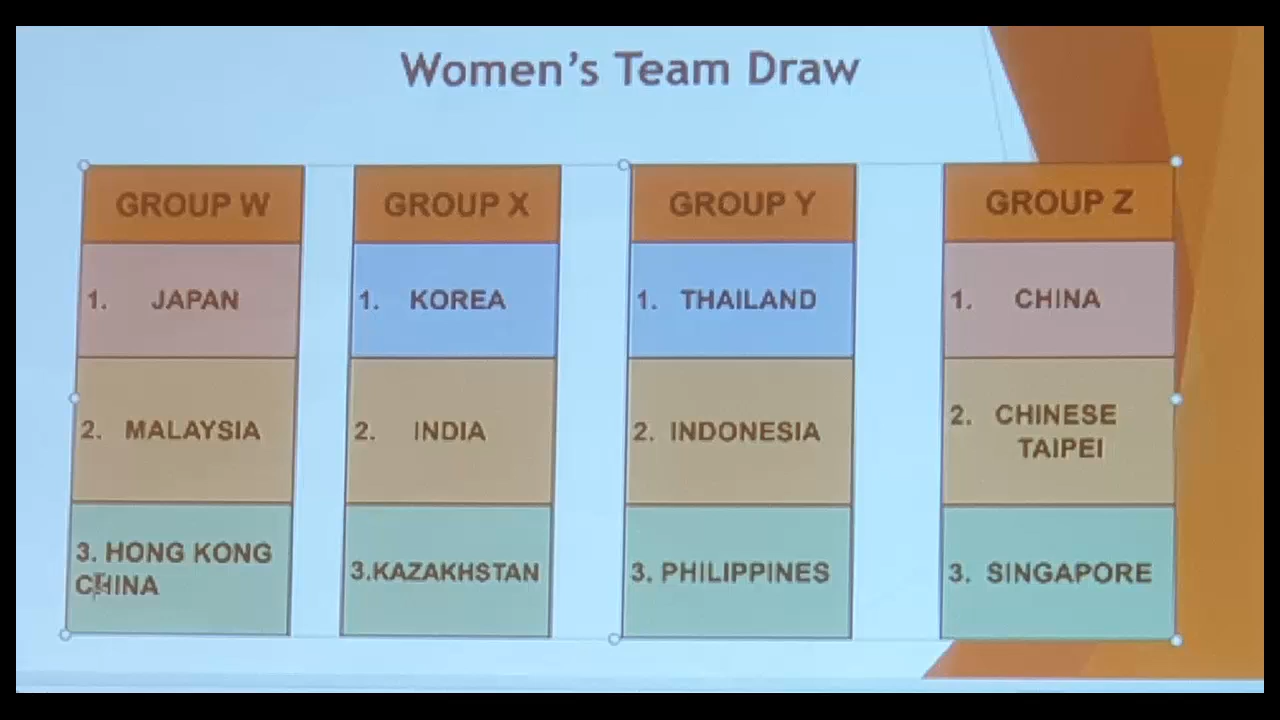 Women's Team Draw
GROUP W
1. JAPAN
2. MALAYSIA
3. HONG KONG
CHINA
GROUP X
1. KOREA
2. INDIA
3.KAZAKHSTAN
GROUP Y
1. THAILAND
2. INDONESIA
3. PHILIPPINES
GROUP Z
1. CHINA
2. CHINESE
TAIPEI
3. SINGAPORE